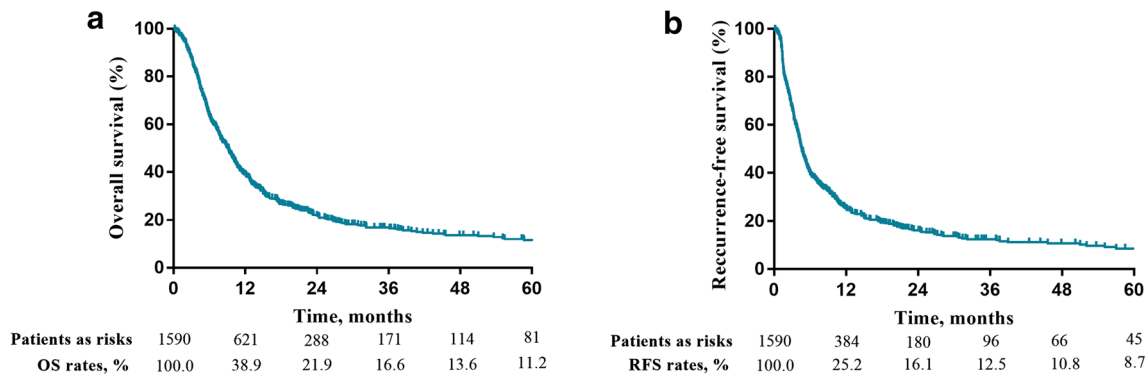 a
Overall survival (%)
100
80
60
40
20
0
0 12 24 36 48 60
Time, months
Patients as risks 1590 621 288 171 114 81
OS rates, % 100.0 38.9 21.9 16.6 13.6 11.2
b
Reccurrence-free survival (%)
100
80
60
40
20
0
0 12 24 36 48 60
Time, months
Patients as risks 1590 384 180 96 66 45
RFS rates, % 100.0 25.2 16.1 12.5 10.8 8.7